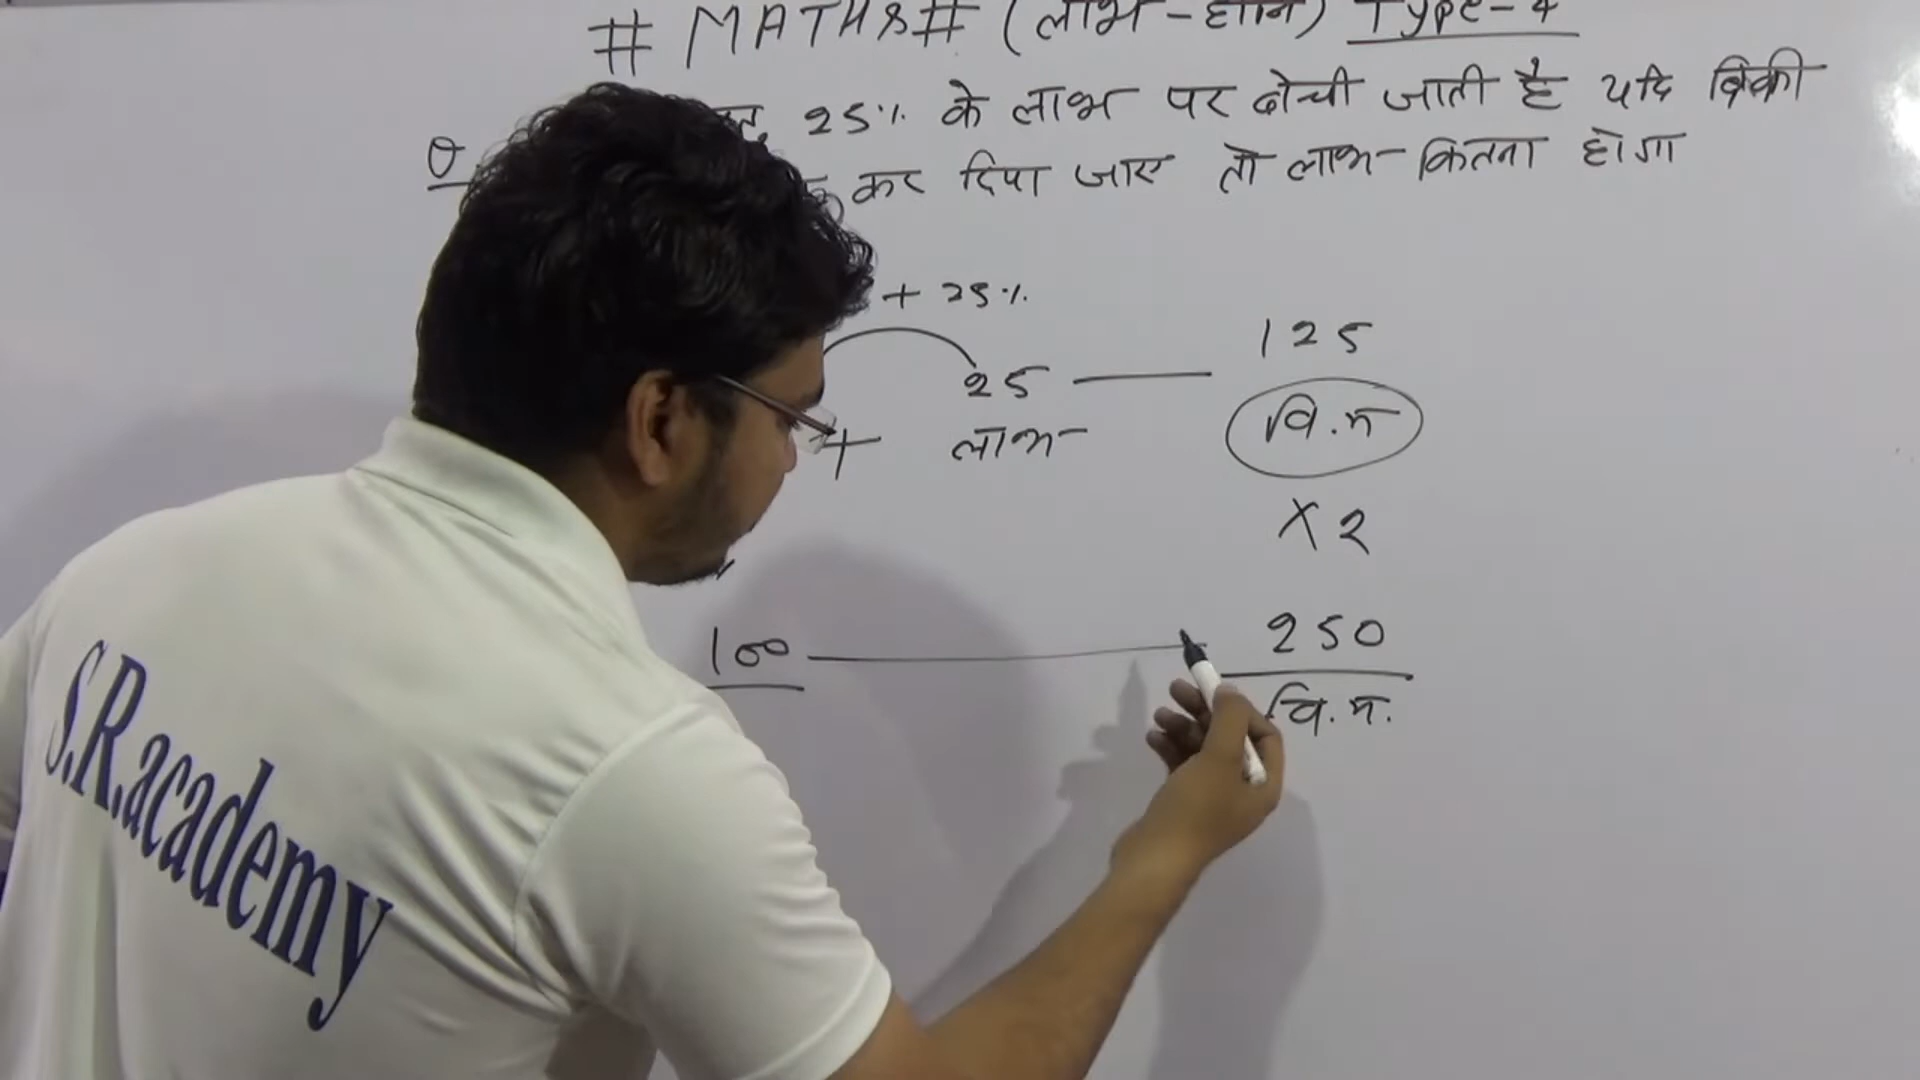 # MATHS # (लाभ - हानि) Type - 4
Q 25% के लाभ पर बेची जाती है यदि बिक्री
कर दिया जाए तो लाभ कितना होगा
+ 25%
125
25
+ लाभ
वि.म
X 2
100 250
वि.म.
S.R.academy